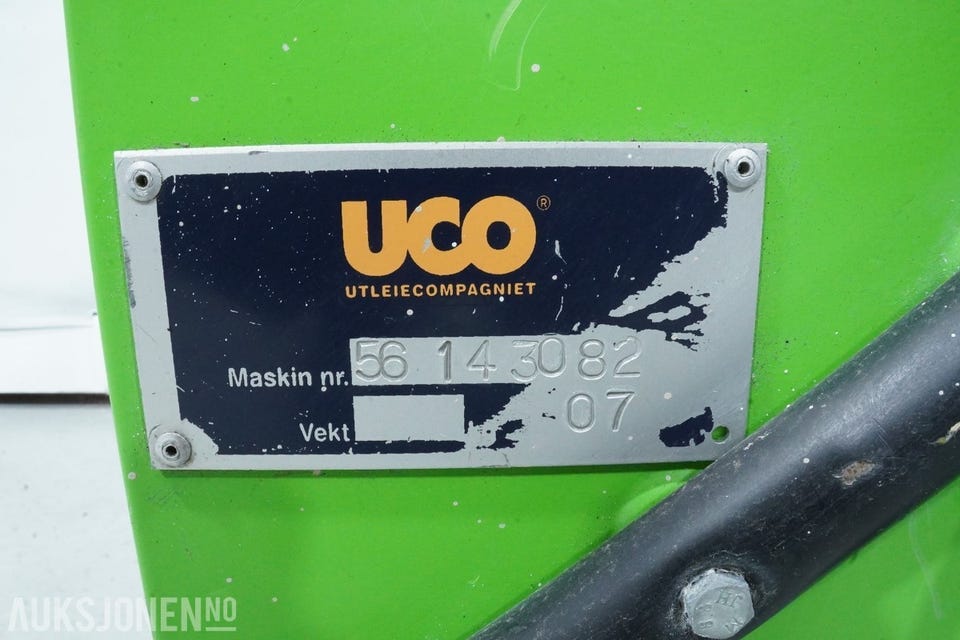 UCO®
UTLEIECOMPAGNIET
Maskin nr. 56 14 30 82
07
Vekt
AUKSJONEN.NO